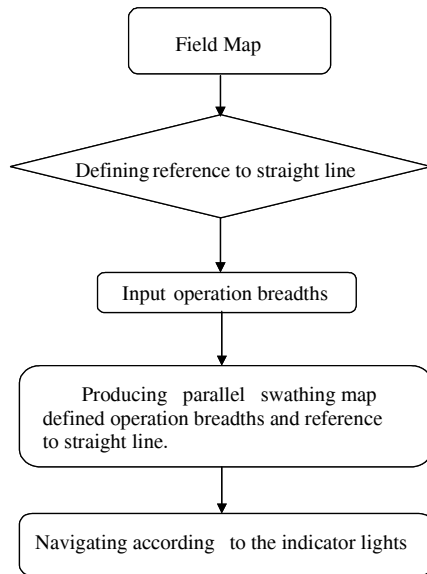 Field Map
Defining reference to straight line
Input operation breadths
Producing parallel swathing map
defined operation breadths and reference
to straight line.
Navigating according to the indicator lights